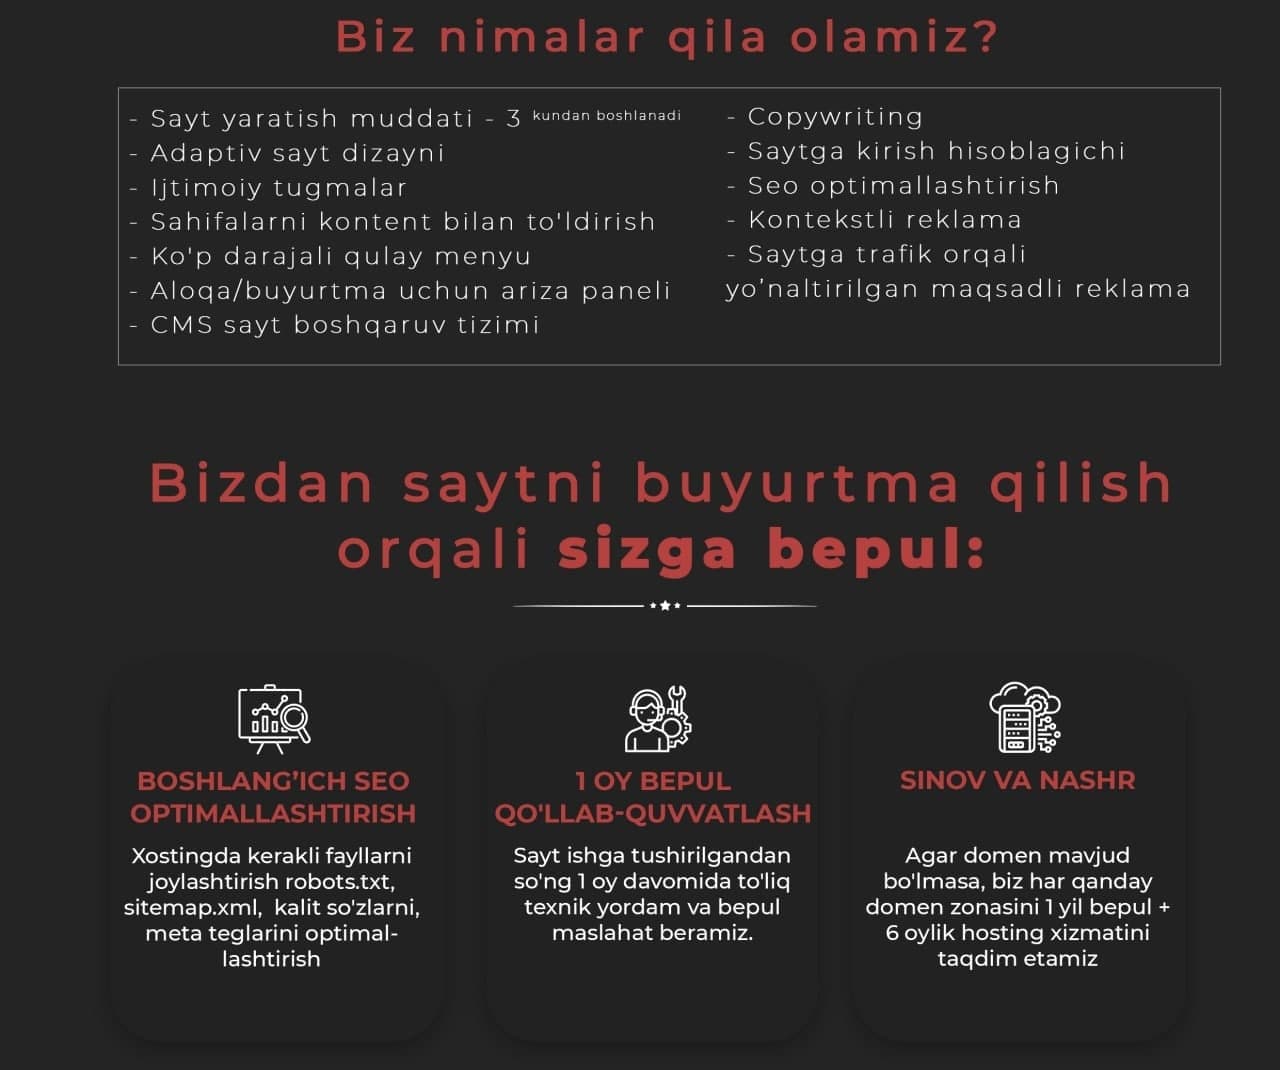 Biz nimalar qila olamiz?
- Sayt yaratish muddati - 3 kundan boshlanadi
- Adaptiv sayt dizayni
- Ijtimoiy tugmalar
- Sahifalarni kontent bilan to'ldirish
- Ko'p darajali qulay menyu
- Aloqa/buyurtma uchun ariza paneli
- CMS sayt boshqaruv tizimi
- Copywriting
- Saytga kirish hisoblagichi
- Seo optimallashtirish
- Kontekstli reklama
- Saytga trafik orqali
yo’naltirilgan maqsadli reklama
Bizdan saytni buyurtma qilish
orqali sizga bepul:
BOSHLANG’ICH SEO
OPTIMALLASHTIRISH
Xostingda kerakli fayllarni
joylashtirish robots.txt,
sitemap.xml, kalit so'zlarni,
meta teglarini optimal-
lashtirish
1 OY BEPUL
QO'LLAB-QUVVATLASH
Sayt ishga tushirilgandan
so'ng 1 oy davomida to'liq
texnik yordam va bepul
maslahat beramiz.
SINOV VA NASHR
Agar domen mavjud
bo'lmasa, biz har qanday
domen zonasini 1 yil bepul +
6 oylik hosting xizmatini
taqdim etamiz